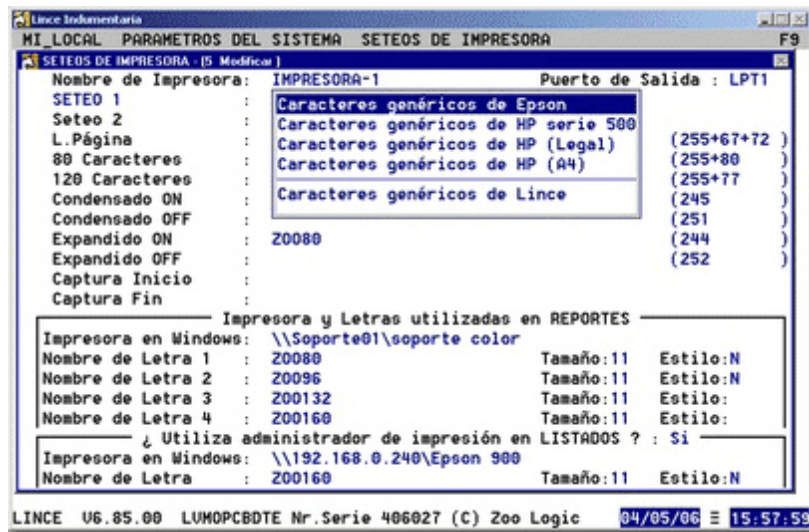 Lince Indumentaria
MI_LOCAL PARAMETROS DEL SISTEMA SETEOS DE IMPRESORA F9
SETEOS DE IMPRESORA - [5 Modificar]
Nombre de Impresora: IMPRESORA-1 Puerto de Salida : LPT1
SETEO 1 :
Caracteres genéricos de Epson
Seteo 2 :
Caracteres genéricos de HP serie 500
L.Página : (255+67+72 )
Caracteres genéricos de HP (Legal)
80 Caracteres : (255+80 )
Caracteres genéricos de HP (A4)
120 Caracteres : (255+77 )
Condensado ON : (245 )
Caracteres genéricos de Lince
Condensado OFF : (251 )
Expandido ON : Z0080 (244 )
Expandido OFF : (252 )
Captura Inicio :
Captura Fin :
Impresora y Letras utilizadas en REPORTES
Impresora en Windows: \\Soporte01\soporte color
Nombre de Letra 1 : Z0080 Tamaño:11 Estilo:N
Nombre de Letra 2 : Z0096 Tamaño:11 Estilo:N
Nombre de Letra 3 : Z00132 Tamaño:11 Estilo:
Nombre de Letra 4 : Z00160 Tamaño:11 Estilo:
¿ Utiliza administrador de impresión en LISTADOS ? : Si
Impresora en Windows: \\192.168.0.240\Epson 900
Nombre de Letra : Z00160 Tamaño:11 Estilo:N
LINCE V6.85.00 LVMOPCBDTE Nr.Serie 406027 (C) Zoo Logic 04/05/06 ≡ 15:57:5